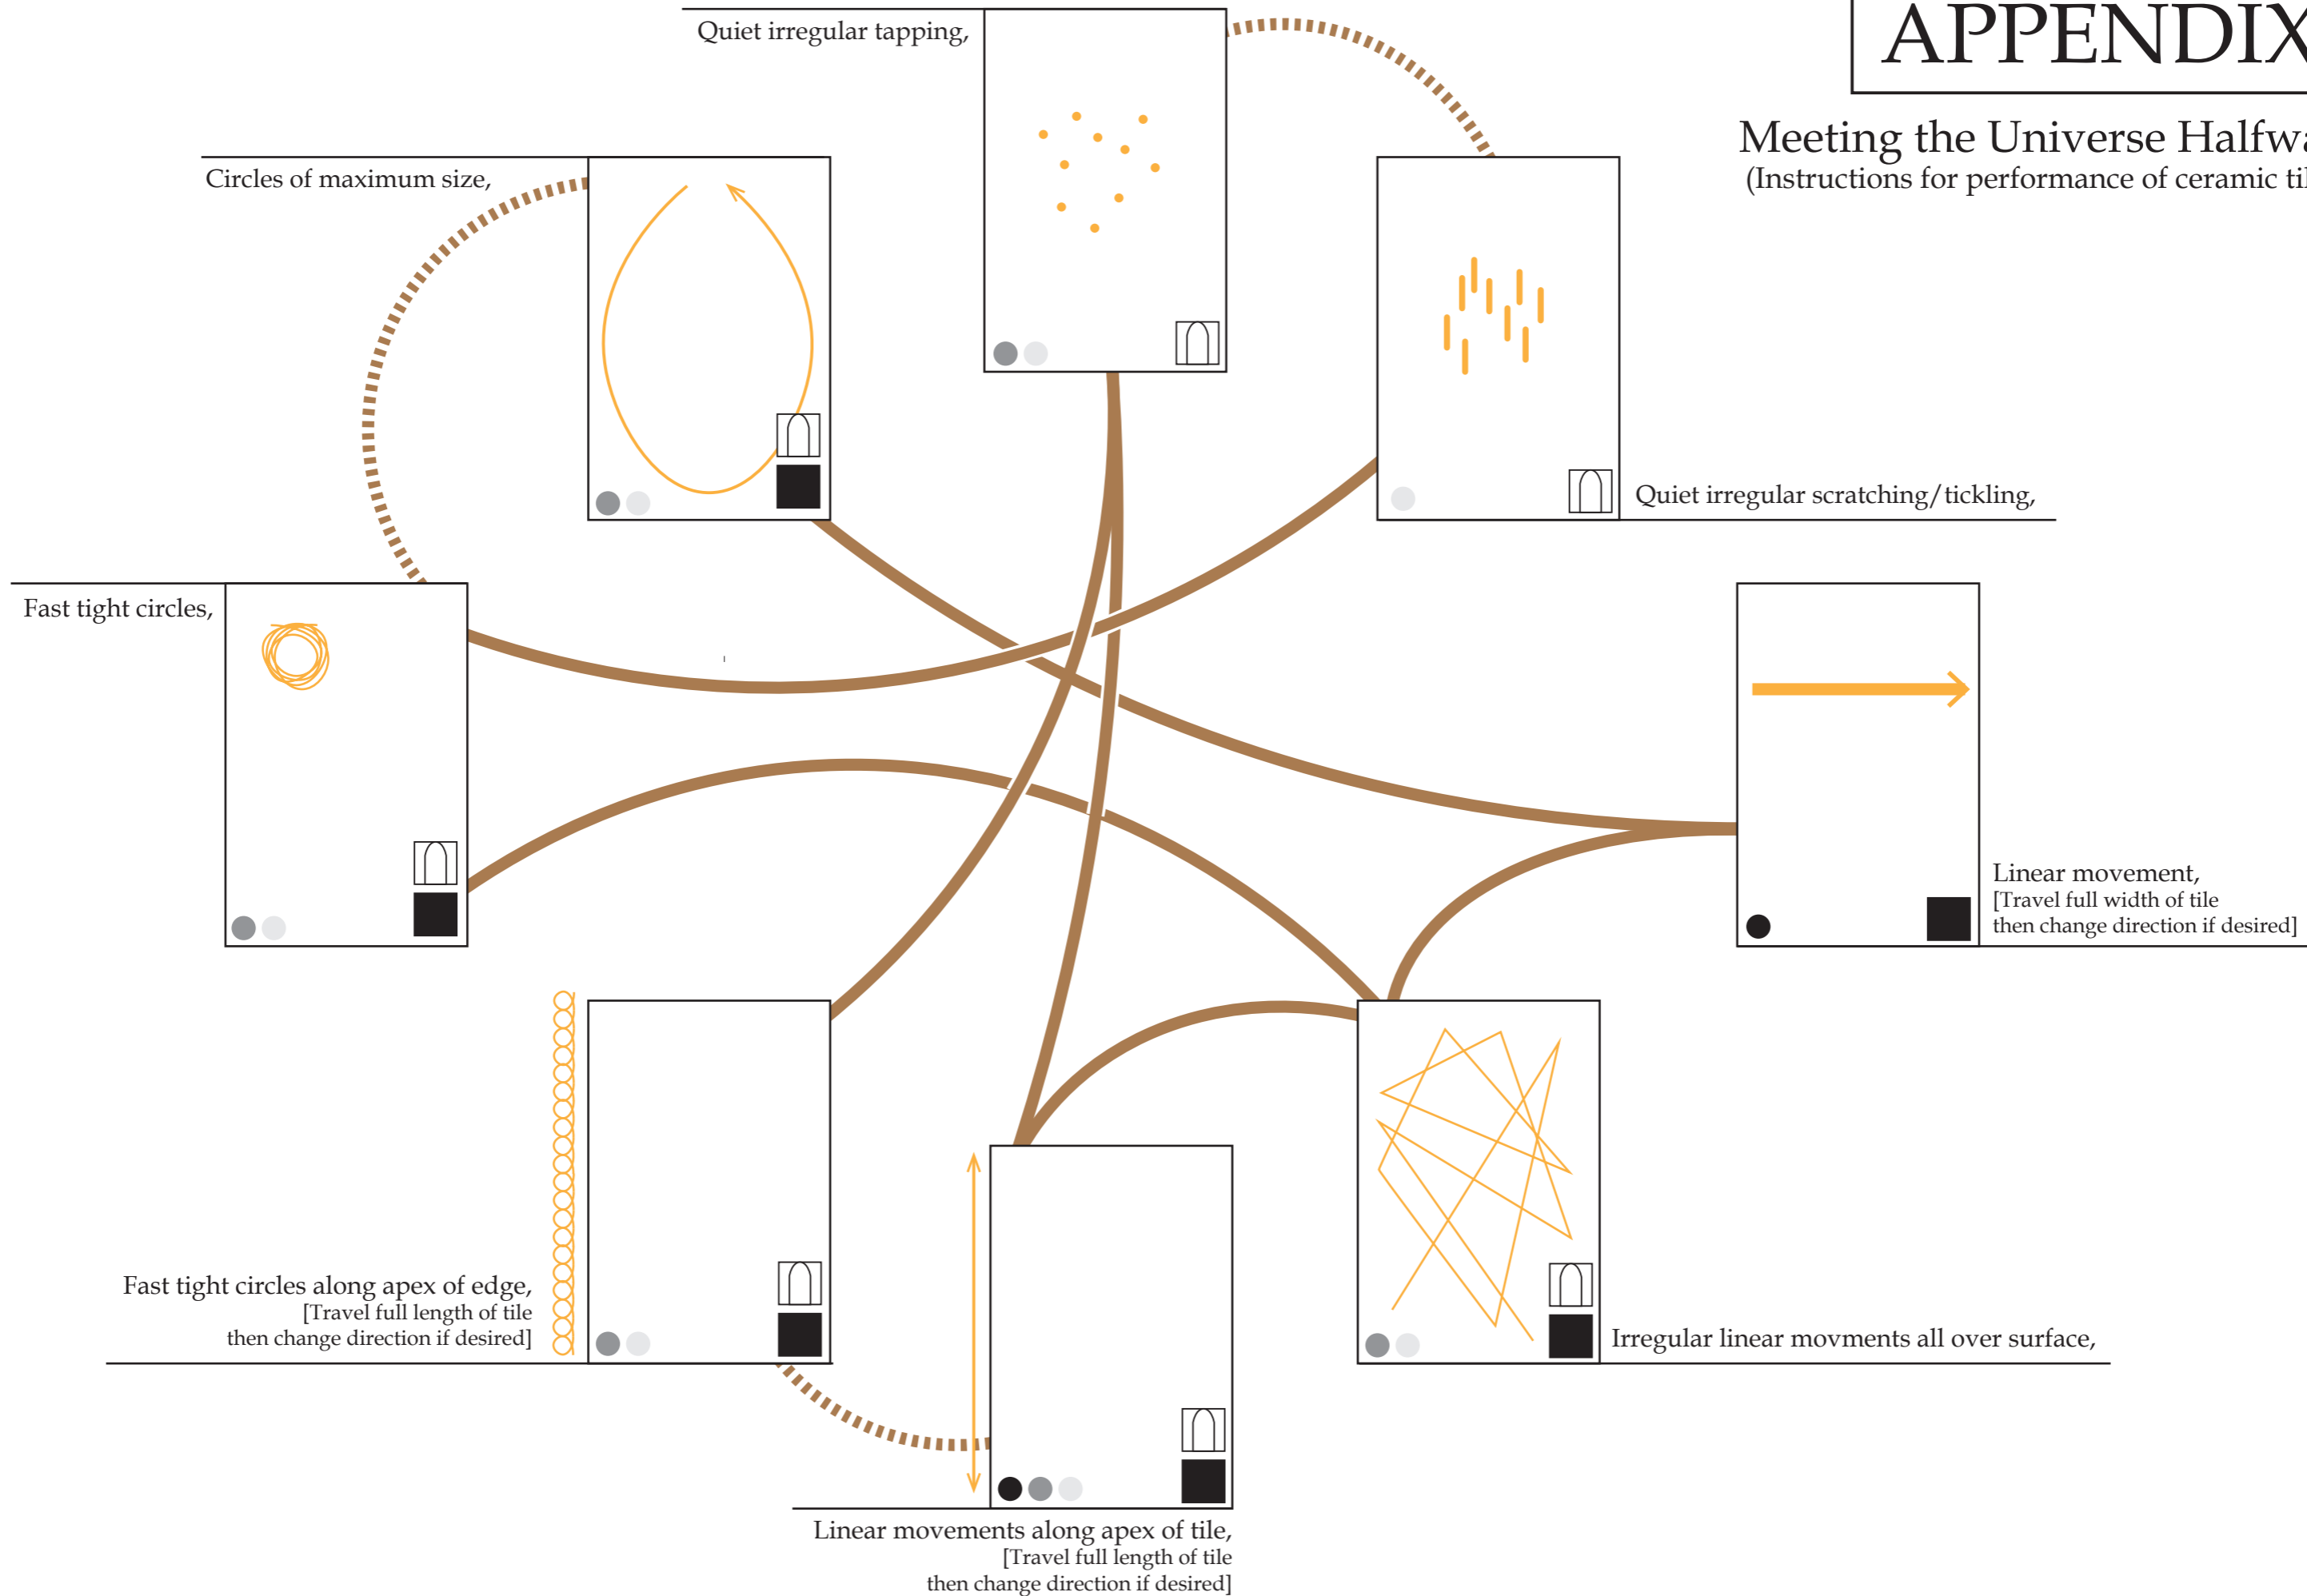 APPENDIX
Meeting the Universe
(Instructions for performance of ceramic
Quiet irregular tapping,
Circles of maximum size,
Quiet irregular scratching/tickling,
Fast tight circles,
Linear movement,
[Travel full width of tile
then change direction if desired]
Fast tight circles along apex of edge,
[Travel full length of tile
then change direction if desired]
Irregular linear movments all over surface,
Linear movements along apex of tile,
[Travel full length of tile
then change direction if desired]